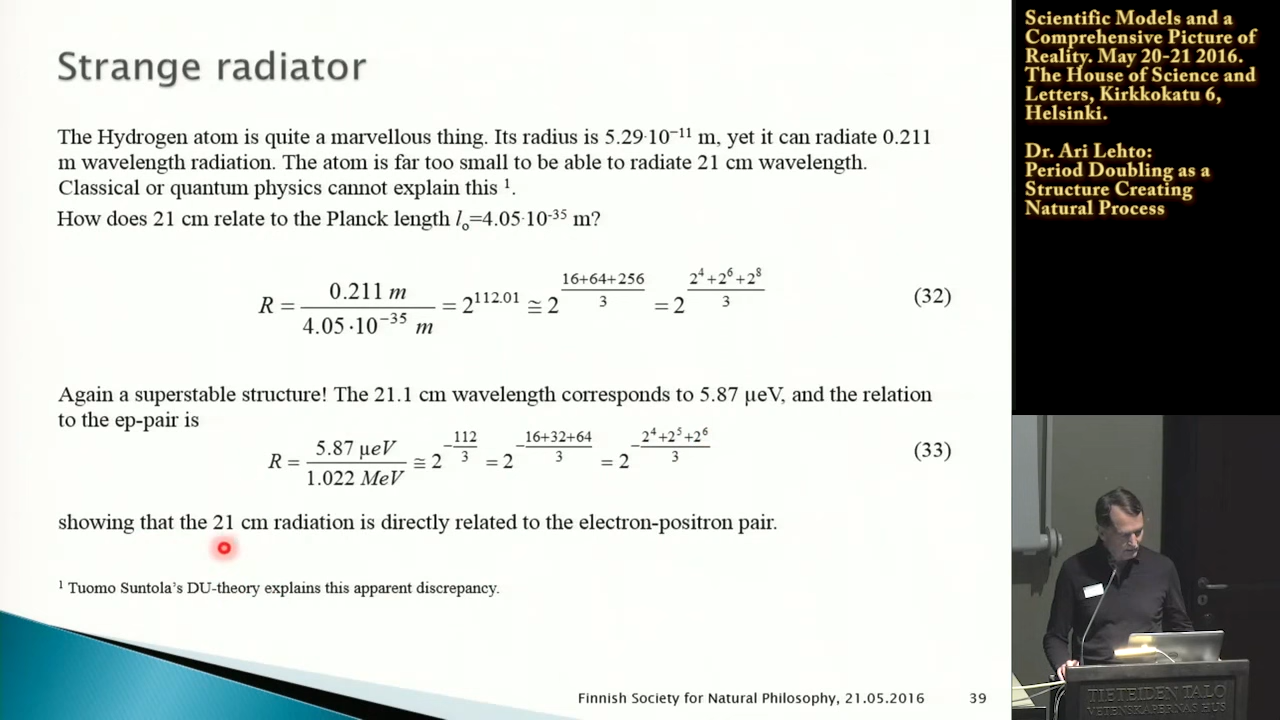 Strange radiator
The Hydrogen atom is quite a marvellous thing. Its radius is 5.29·10⁻¹¹ m, yet it can radiate 0.211
m wavelength radiation. The atom is far too small to be able to radiate 21 cm wavelength.
Classical or quantum physics cannot explain this ¹.
How does 21 cm relate to the Planck length lₒ=4.05·10⁻³⁵ m?
R = 0.211 m / 4.05·10⁻³⁵ m = 2^112.01 ≅ 2^((16+64+256)/3) = 2^((2⁴+2⁶+2⁸)/3) (32)
Again a superstable structure! The 21.1 cm wavelength corresponds to 5.87 μeV, and the relation
to the ep-pair is
R = 5.87 μeV / 1.022 MeV ≅ 2^(−112/3) = 2^(−(16+32+64)/3) = 2^(−(2⁴+2⁵+2⁶)/3) (33)
showing that the 21 cm radiation is directly related to the electron-positron pair.
¹ Tuomo Suntola's DU-theory explains this apparent discrepancy.
Finnish Society for Natural Philosophy, 21.05.2016 39
Scientific Models and a
Comprehensive Picture of
Reality. May 20-21 2016.
The House of Science and
Letters, Kirkkokatu 6,
Helsinki.
Dr. Ari Lehto:
Period Doubling as a
Structure Creating
Natural Process
TIETEIDEN TALO
VETENSKAPERNAS HUS